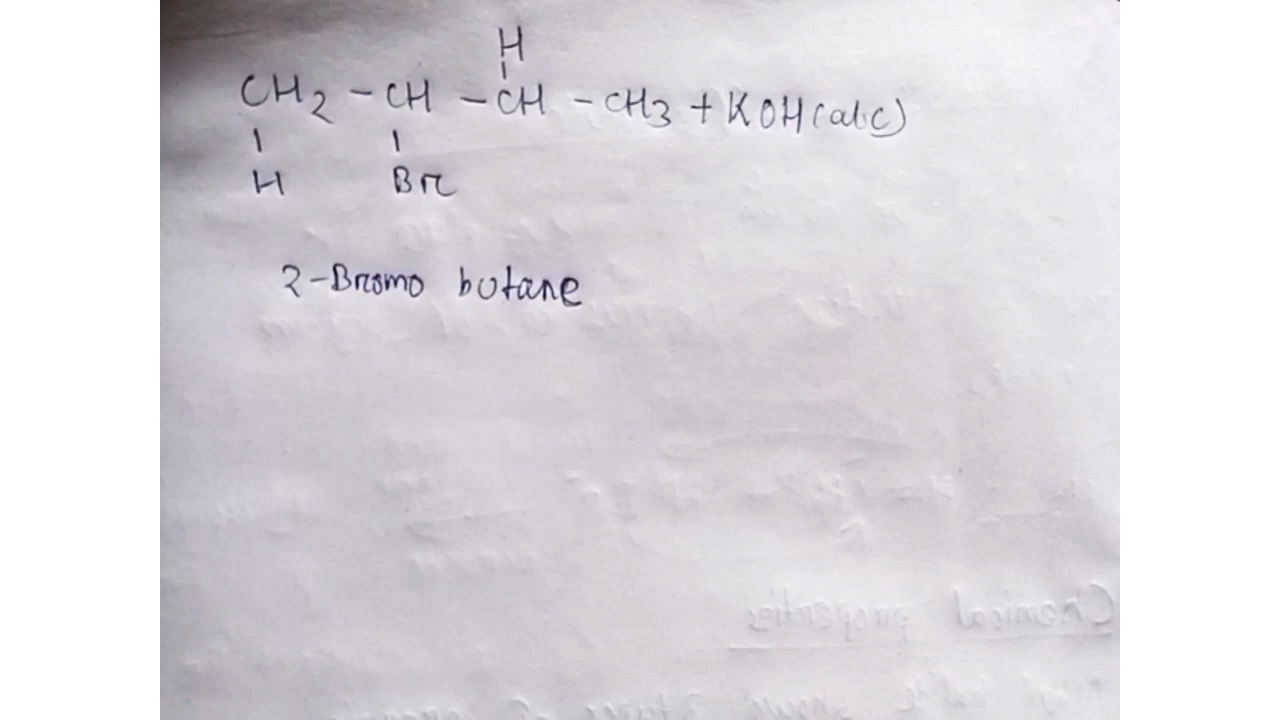 H
CH2 - CH - CH - CH3 + KOH(alc)
H Br
2-Bromo butane